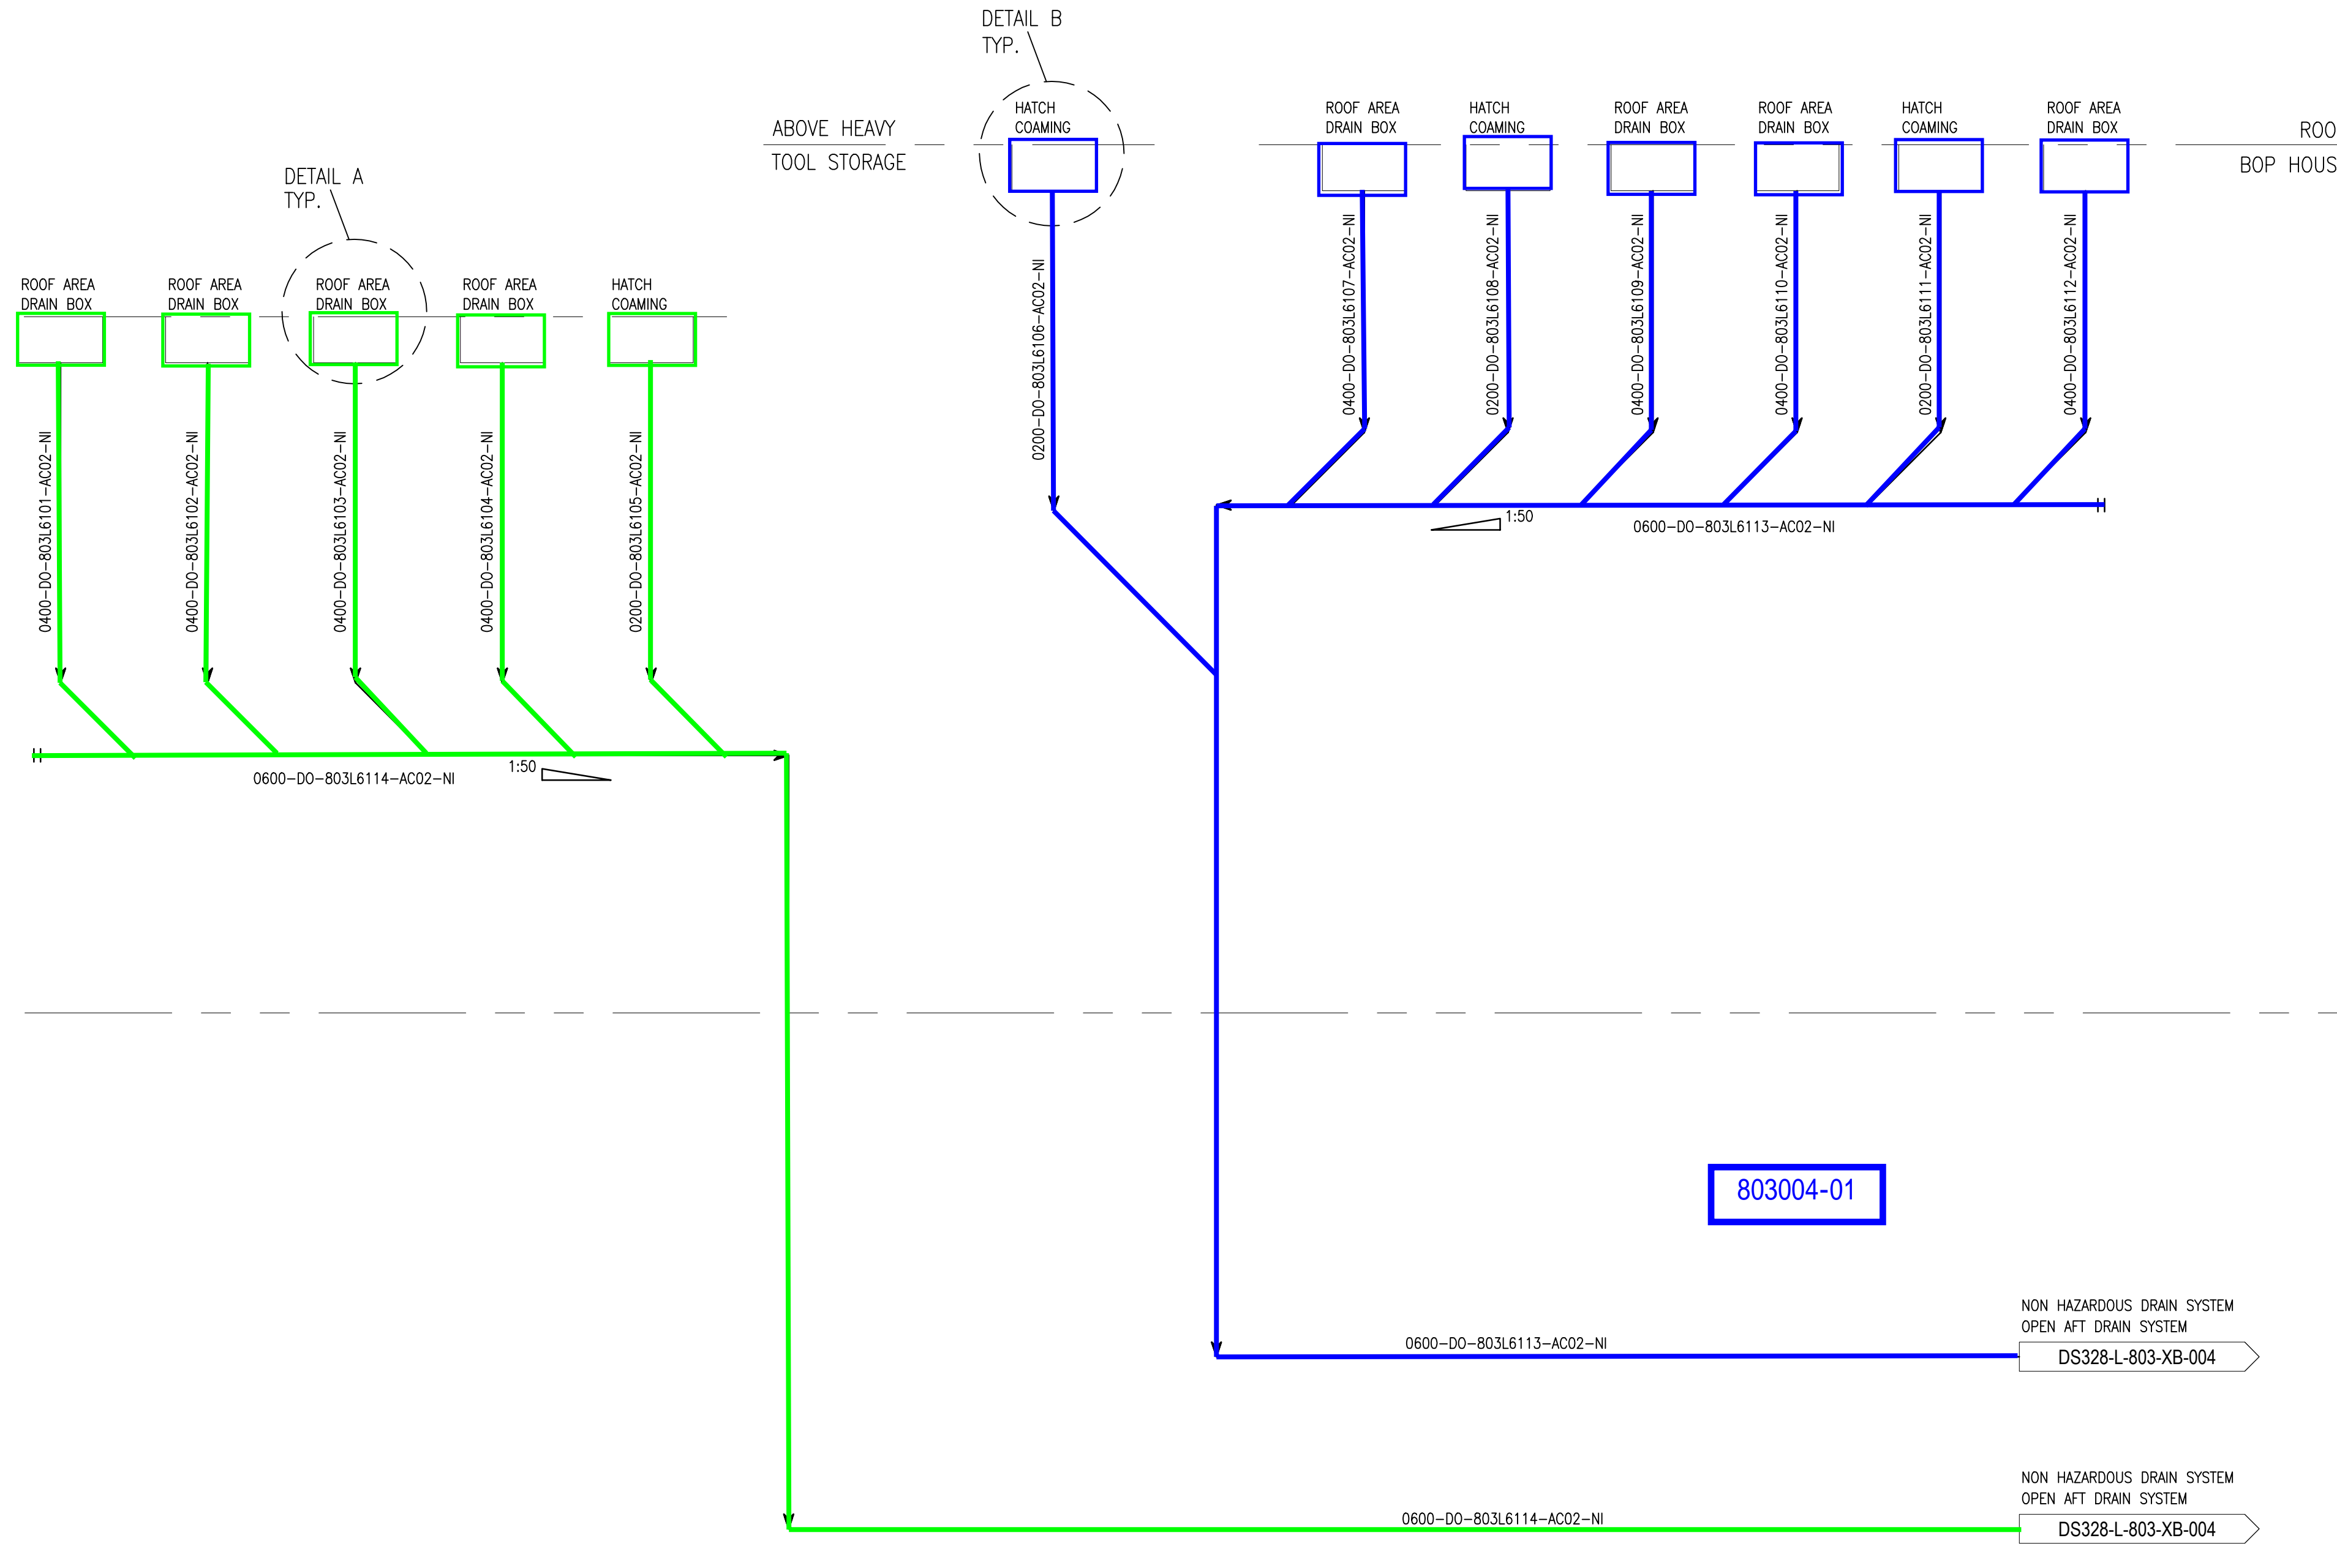 DETAIL B
TYP.
HATCH
COAMING
ROOF AREA
DRAIN BOX
HATCH
COAMING
ROOF AREA
DRAIN BOX
ROOF AREA
DRAIN BOX
HATCH
COAMING
ROOF AREA
DRAIN BOX
ABOVE HEAVY
TOOL STORAGE
ROO
BOP HOUS
DETAIL A
TYP.
ROOF AREA
DRAIN BOX
ROOF AREA
DRAIN BOX
ROOF AREA
DRAIN BOX
ROOF AREA
DRAIN BOX
HATCH
COAMING
0200-DO-803L6106-AC02-NI
0400-DO-803L6107-AC02-NI
0200-DO-803L6108-AC02-NI
0400-DO-803L6109-AC02-NI
0400-DO-803L6110-AC02-NI
0200-DO-803L6111-AC02-NI
0400-DO-803L6112-AC02-NI
0400-DO-803L6101-AC02-NI
0400-DO-803L6102-AC02-NI
0400-DO-803L6103-AC02-NI
0400-DO-803L6104-AC02-NI
0200-DO-803L6105-AC02-NI
1:50
0600-DO-803L6113-AC02-NI
1:50
0600-DO-803L6114-AC02-NI
803004-01
NON HAZARDOUS DRAIN SYSTEM
OPEN AFT DRAIN SYSTEM
0600-DO-803L6113-AC02-NI
DS328-L-803-XB-004
NON HAZARDOUS DRAIN SYSTEM
OPEN AFT DRAIN SYSTEM
0600-DO-803L6114-AC02-NI
DS328-L-803-XB-004